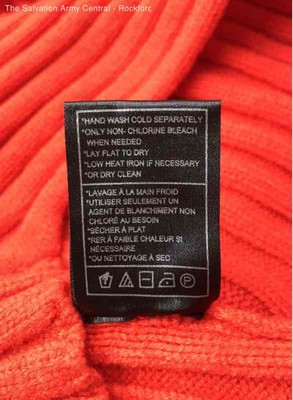 The Salvation Army Central - Rockford
*HAND WASH COLD SEPARATELY
*ONLY NON- CHLORINE BLEACH
WHEN NEEDED
*LAY FLAT TO DRY
*LOW HEAT IRON IF NECESSARY
*OR DRY CLEAN
*LAVAGE À LA MAIN FROID
*UTILISER SEULEMENT UN
AGENT DE BLANCHIMENT NON
CHLORÉ AU BESOIN
*SÉCHER À PLAT
*RER À FAIBLE CHALEUR SI
NÉCESSAIRE
*OU NETTOYAGE À SEC
P